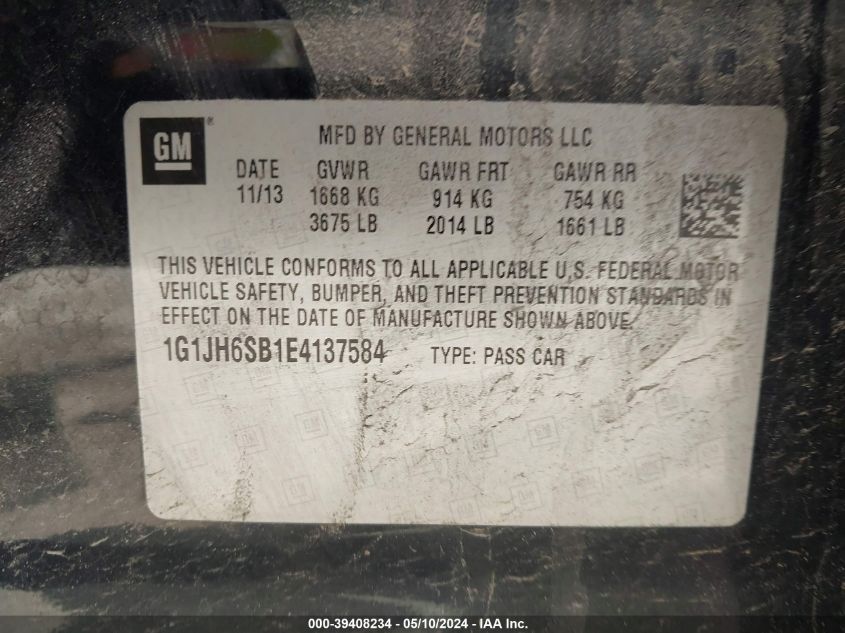 GM®
MFD BY GENERAL MOTORS LLC
DATE GVWR GAWR FRT GAWR RR
11/13 1668 KG 914 KG 754 KG
3675 LB 2014 LB 1661 LB
THIS VEHICLE CONFORMS TO ALL APPLICABLE U.S. FEDERAL MOTOR
VEHICLE SAFETY, BUMPER, AND THEFT PREVENTION STANDARDS IN
EFFECT ON THE DATE OF MANUFACTURE SHOWN ABOVE.
1G1JH6SB1E4137584 TYPE: PASS CAR
000-39408234 - 05/10/2024 - IAA Inc.